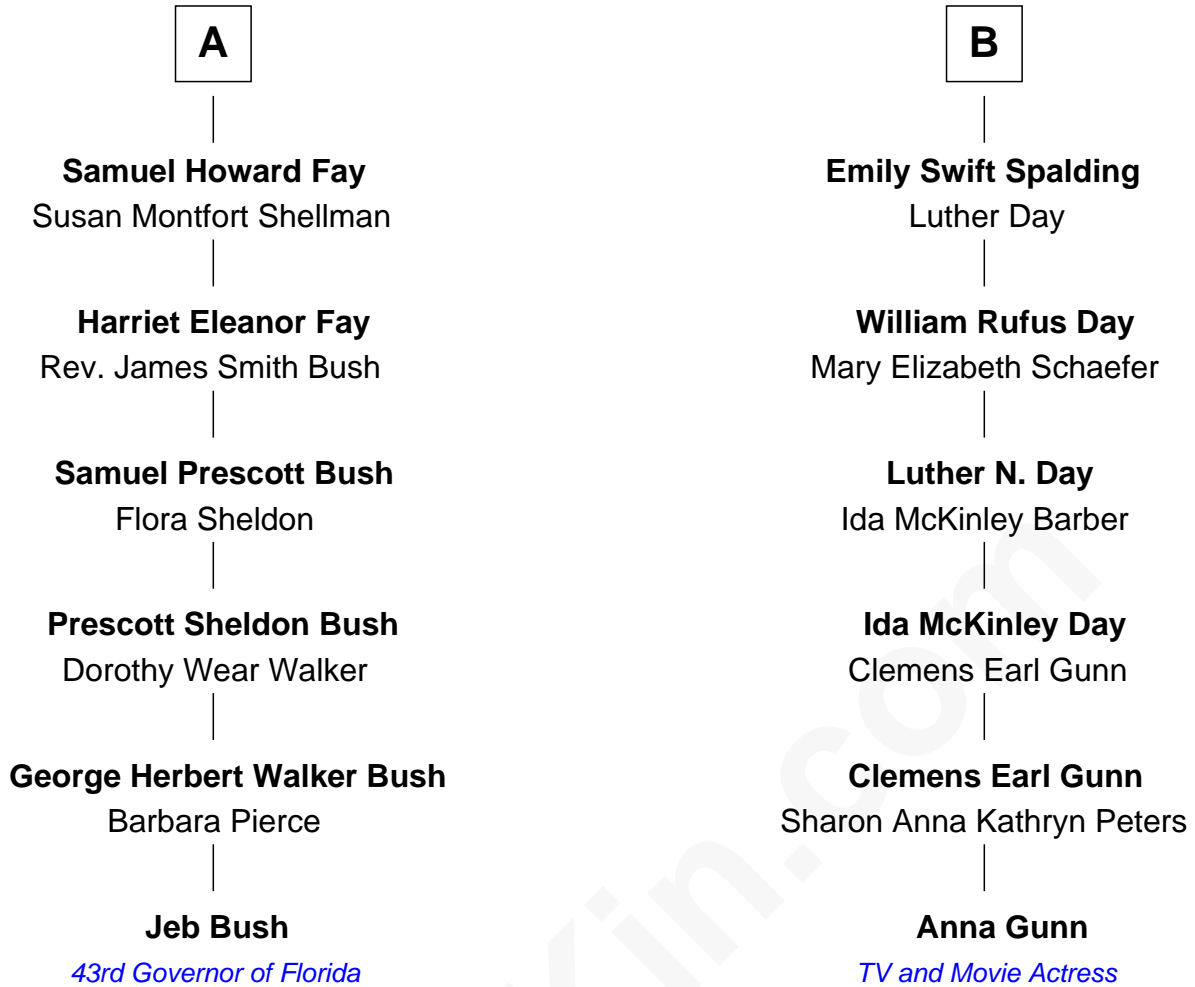 A
Samuel Howard Fay
Susan Montfort Shellman
Harriet Eleanor Fay
Rev. James Smith Bush
Samuel Prescott Bush
Flora Sheldon
Prescott Sheldon Bush
Dorothy Wear Walker
George Herbert Walker Bush
Barbara Pierce
Jeb Bush
43rd Governor of Florida
B
Emily Swift Spalding
Luther Day
William Rufus Day
Mary Elizabeth Schaefer
Luther N. Day
Ida McKinley Barber
Ida McKinley Day
Clemens Earl Gunn
Clemens Earl Gunn
Sharon Anna Kathryn Peters
Anna Gunn
TV and Movie Actress